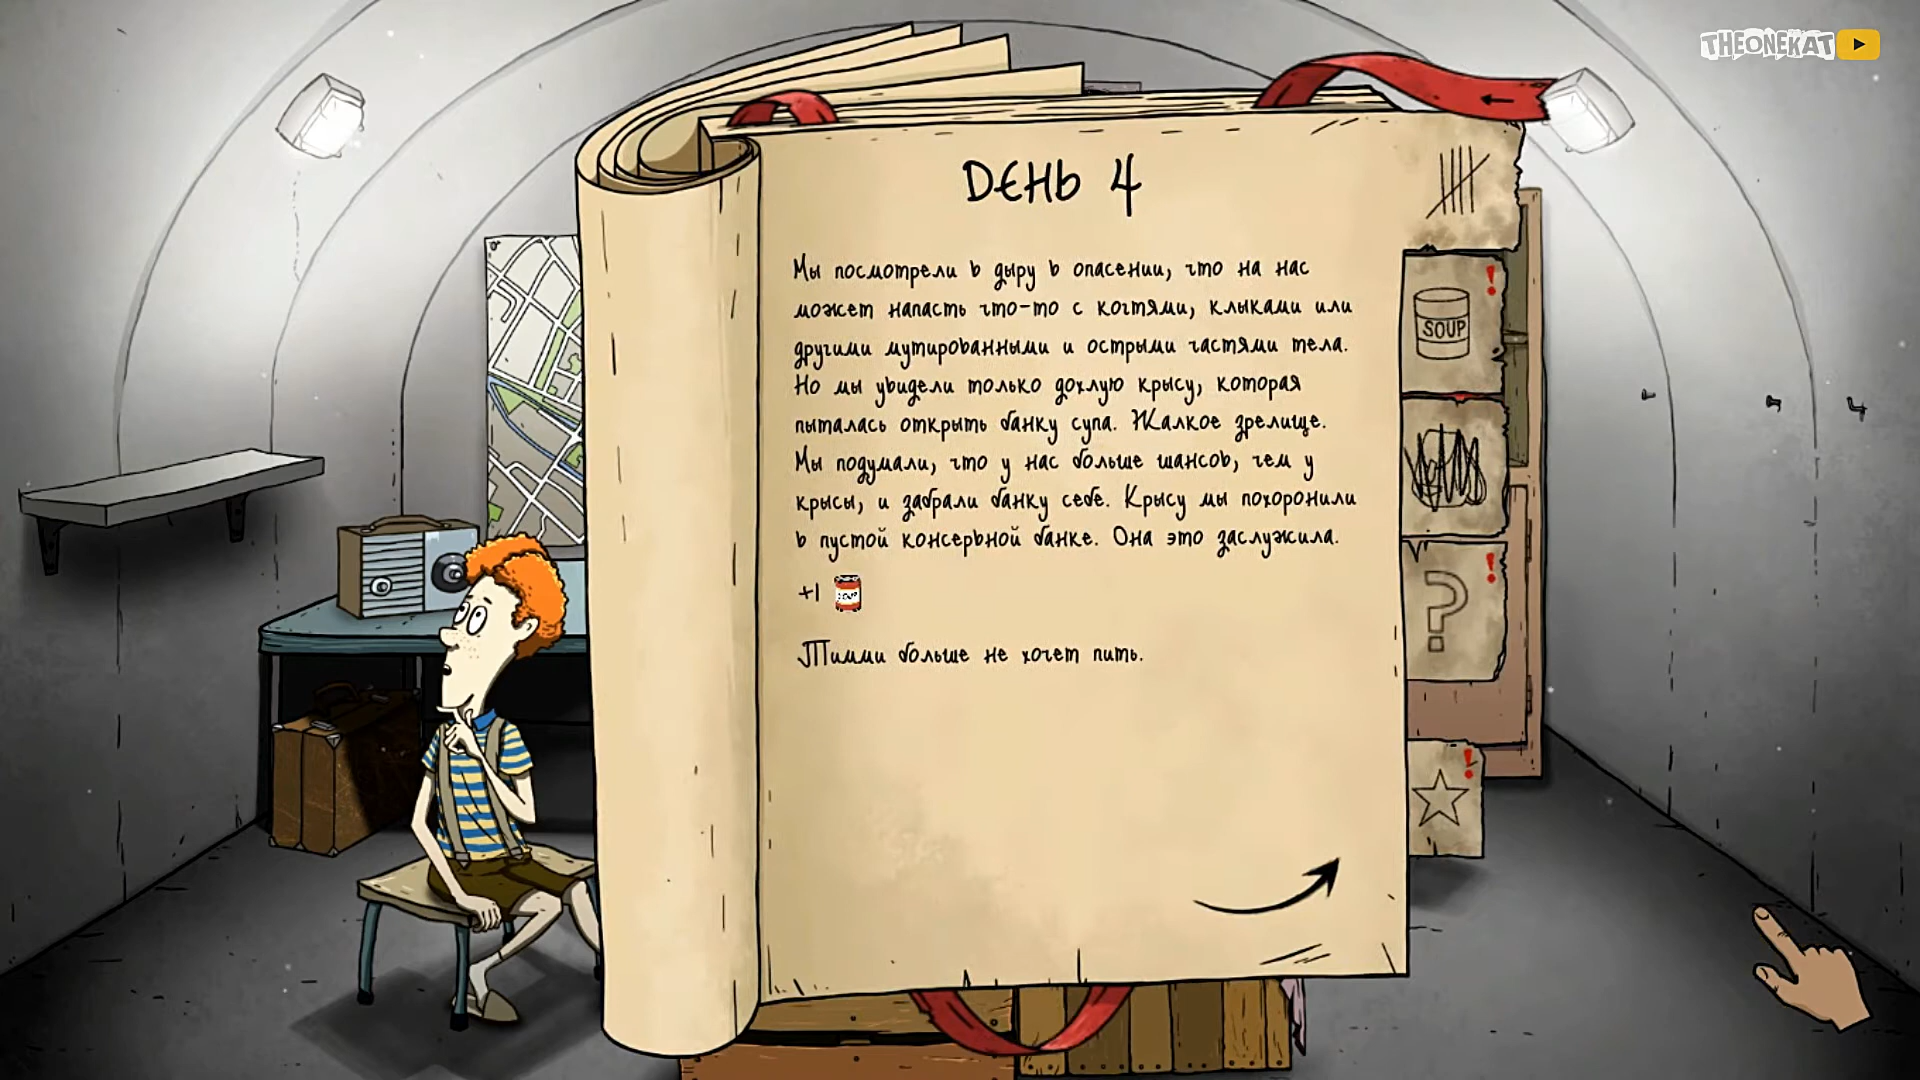 THEONEKAT
ДЕНЬ 4
Мы посмотрели в дыру в опасении, что на нас
может напасть что-то с когтями, клыками или
другими мутированными и острыми частями тела.
Но мы увидели только дохлую крысу, которая
пыталась открыть банку супа. Жалкое зрелище.
Мы подумали, что у нас больше шансов, чем у
крысы, и забрали банку себе. Крысу мы похоронили
в пустой консервной банке. Она это заслужила.
+1 SOUP
Тимми больше не хочет пить.
!
SOUP
!
?
!